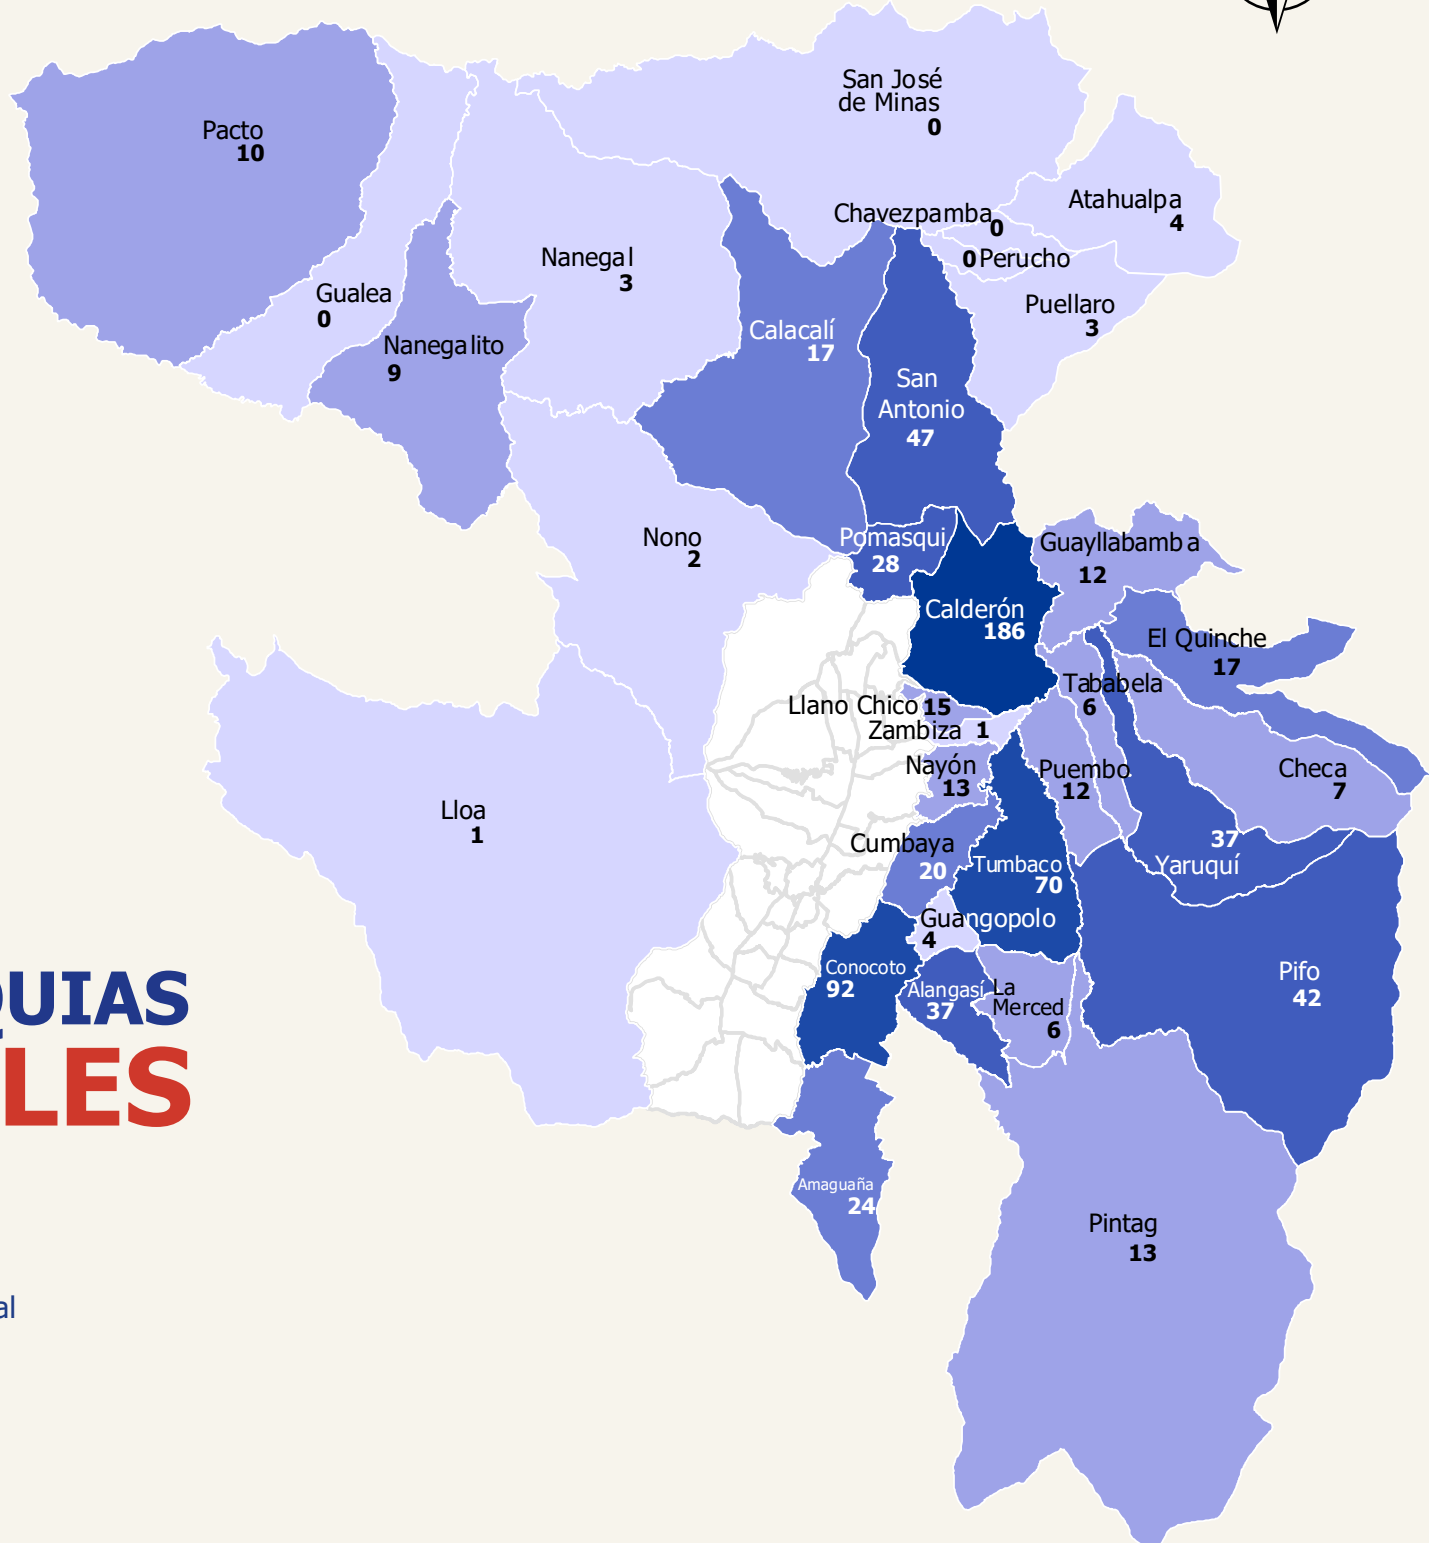 San José
de Minas
0
Pacto
10
Atahualpa
4
Chavezpamba
0
0 Perucho
Nanegal
3
Gualea
0
Puellaro
3
Calacalí
17
Nanegalito
9
San
Antonio
47
Nono
2
Pomasqui
28
Guayllabamba
12
Calderón
186
El Quinche
17
Tababela
6
Llano Chico 15
Zambiza 1
Nayón
13
Puembo
12
Checa
7
Lloa
1
Cumbaya
20
37
Yaruquí
Tumbaco
70
Guangopolo
4
Conocoto
92
Alangasí
37
La
Merced
6
Pifo
42
QUIAS
LES
Amaguaña
24
Pintag
13
al